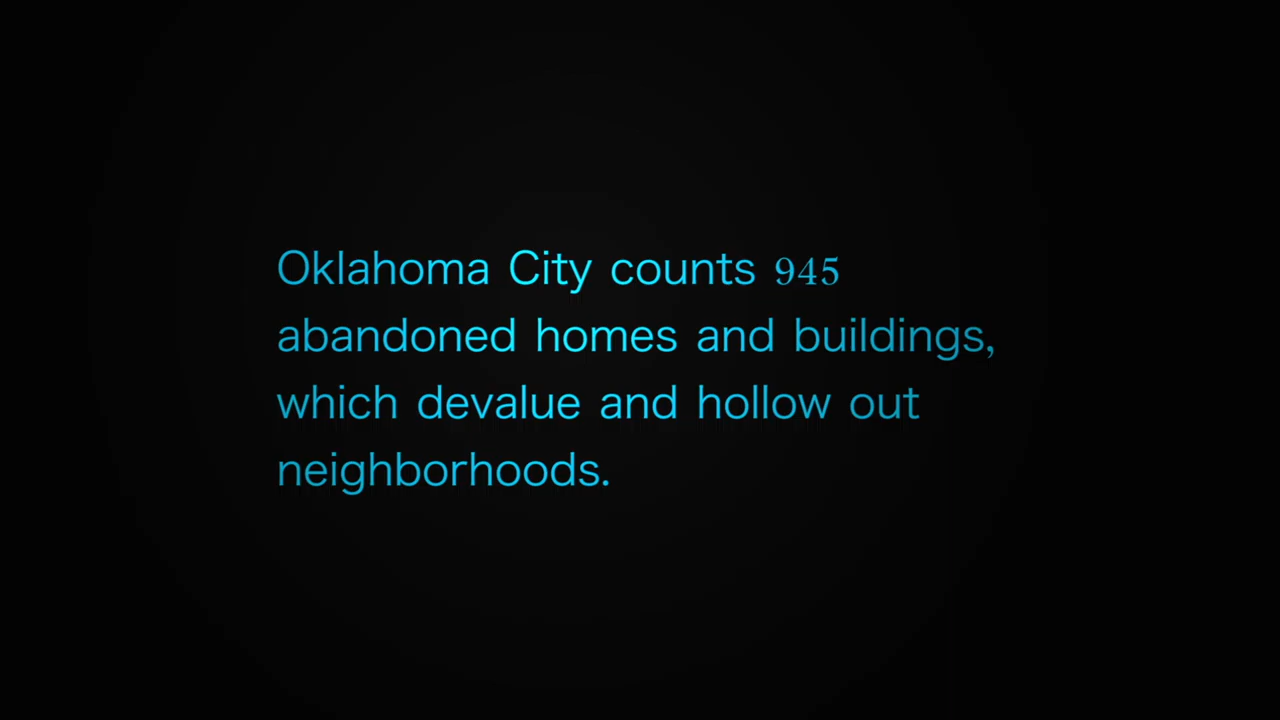 Oklahoma City counts 945
abandoned homes and buildings,
which devalue and hollow out
neighborhoods.